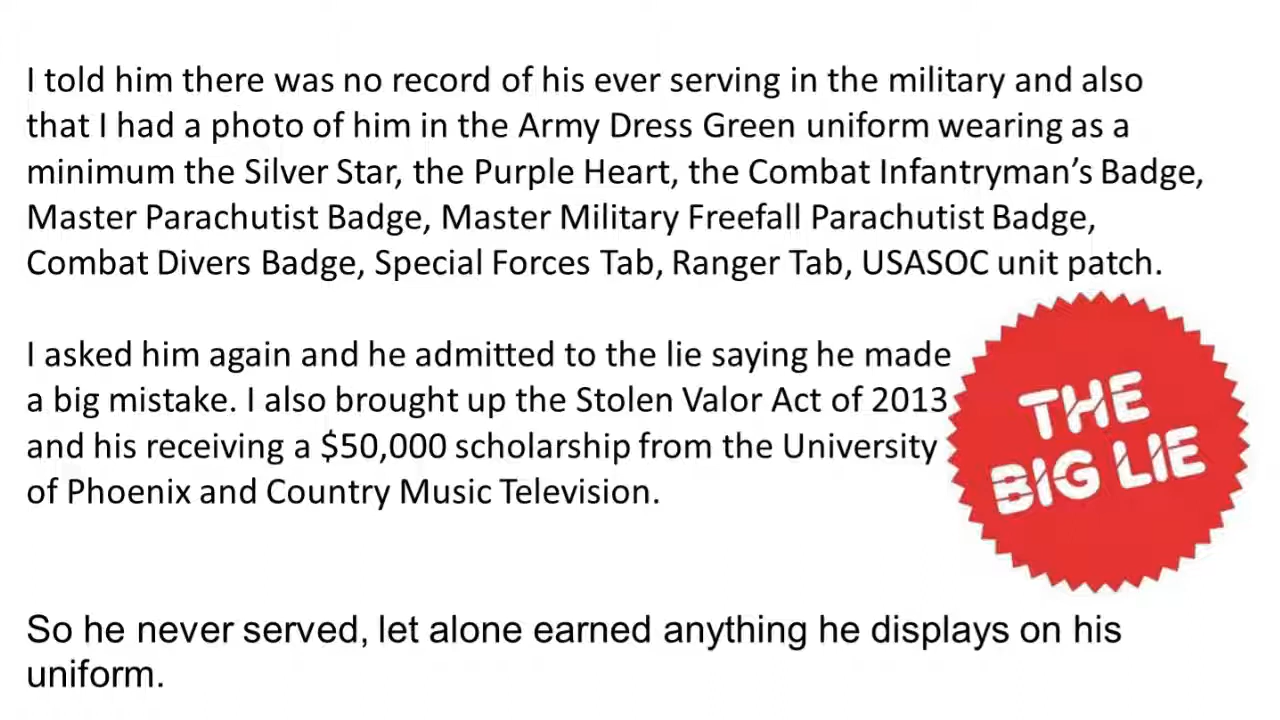 I told him there was no record of his ever serving in the military and also
that I had a photo of him in the Army Dress Green uniform wearing as a
minimum the Silver Star, the Purple Heart, the Combat Infantryman’s Badge,
Master Parachutist Badge, Master Military Freefall Parachutist Badge,
Combat Divers Badge, Special Forces Tab, Ranger Tab, USASOC unit patch.
I asked him again and he admitted to the lie saying he made
a big mistake. I also brought up the Stolen Valor Act of 2013
and his receiving a $50,000 scholarship from the University
of Phoenix and Country Music Television.
THE
BIG LIE
So he never served, let alone earned anything he displays on his
uniform.